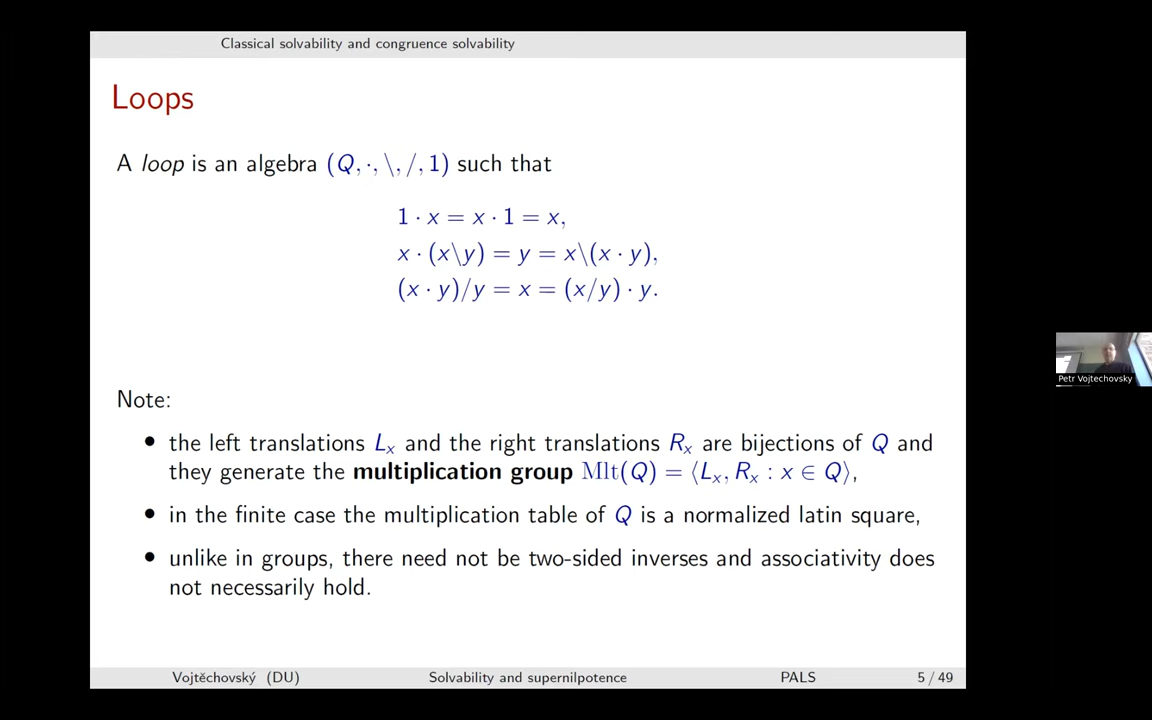 Classical solvability and congruence solvability
Loops
A loop is an algebra (Q, ·, \, /, 1) such that
1 · x = x · 1 = x,
x · (x\y) = y = x\(x · y),
(x · y)/y = x = (x/y) · y.
Note:
• the left translations Lₓ and the right translations Rₓ are bijections of Q and
they generate the multiplication group Mlt(Q) = ⟨Lₓ, Rₓ : x ∈ Q⟩,
• in the finite case the multiplication table of Q is a normalized latin square,
• unlike in groups, there need not be two-sided inverses and associativity does
not necessarily hold.
Petr Vojtechovsky
Vojtěchovský (DU) Solvability and supernilpotence PALS 5 / 49